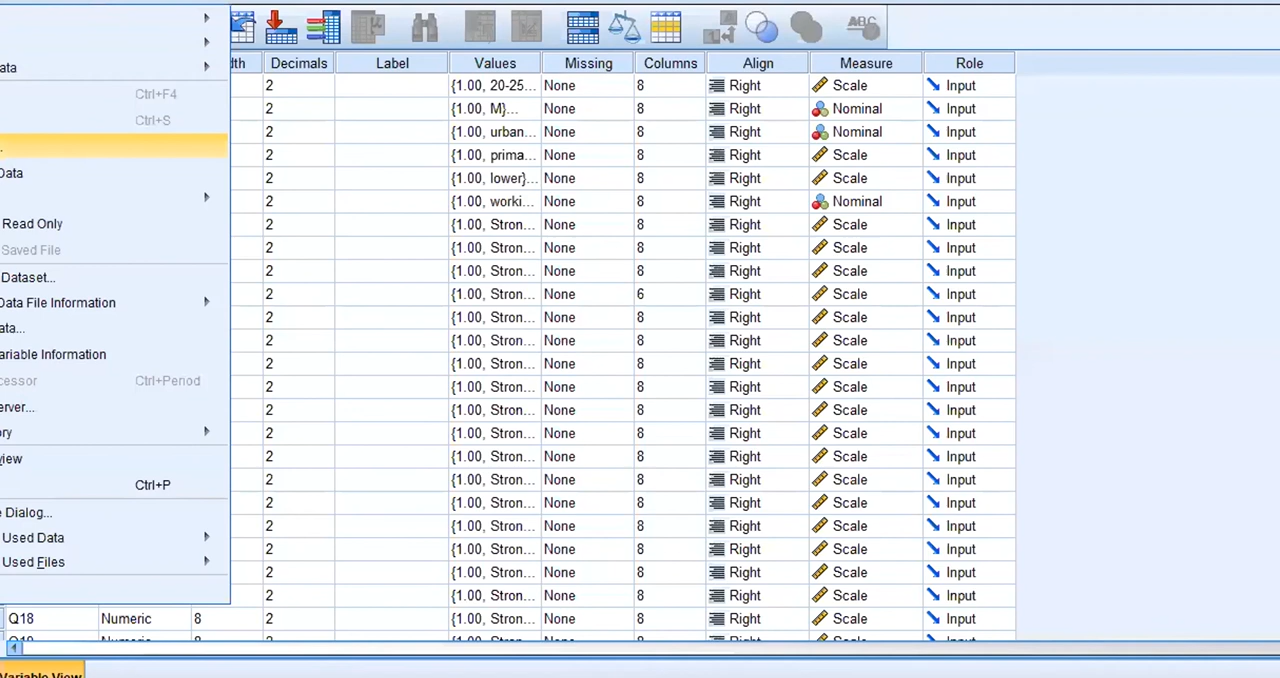 ABC
dth Decimals Label Values Missing Columns Align Measure Role
2 {1.00, 20-25... None 8 Right Scale Input
2 {1.00, M}... None 8 Right Nominal Input
2 {1.00, urban... None 8 Right Nominal Input
2 {1.00, prima... None 8 Right Scale Input
2 {1.00, lower}... None 8 Right Scale Input
2 {1.00, worki... None 8 Right Nominal Input
2 {1.00, Stron... None 8 Right Scale Input
2 {1.00, Stron... None 8 Right Scale Input
2 {1.00, Stron... None 8 Right Scale Input
2 {1.00, Stron... None 6 Right Scale Input
2 {1.00, Stron... None 8 Right Scale Input
2 {1.00, Stron... None 8 Right Scale Input
2 {1.00, Stron... None 8 Right Scale Input
2 {1.00, Stron... None 8 Right Scale Input
2 {1.00, Stron... None 8 Right Scale Input
2 {1.00, Stron... None 8 Right Scale Input
2 {1.00, Stron... None 8 Right Scale Input
2 {1.00, Stron... None 8 Right Scale Input
2 {1.00, Stron... None 8 Right Scale Input
2 {1.00, Stron... None 8 Right Scale Input
2 {1.00, Stron... None 8 Right Scale Input
2 {1.00, Stron... None 8 Right Scale Input
2 {1.00, Stron... None 8 Right Scale Input
Q18 Numeric 8 2 {1.00, Stron... None 8 Right Scale Input
ata
Ctrl+F4
Ctrl+S
.
Data
Read Only
Saved File
Dataset...
Data File Information
ata...
ariable Information
cessor Ctrl+Period
erver...
ory
view
Ctrl+P
e Dialog...
Used Data
Used Files
Variable View